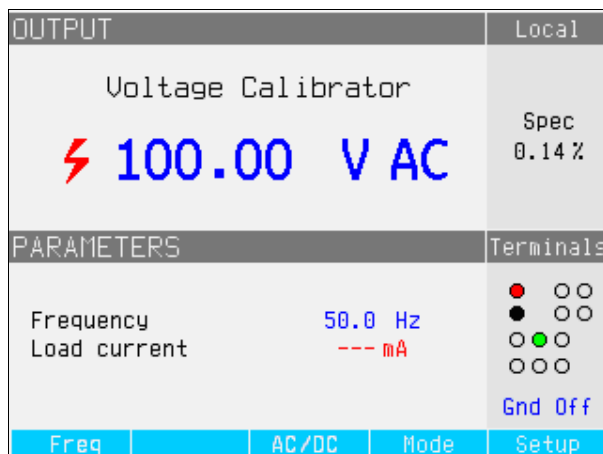 OUTPUT
Local
Voltage Calibrator
100.00 V AC
Spec
0.14 %
PARAMETERS
Terminals
Frequency 50.0 Hz
Load current --- mA
Gnd Off
Freq AC/DC Mode Setup